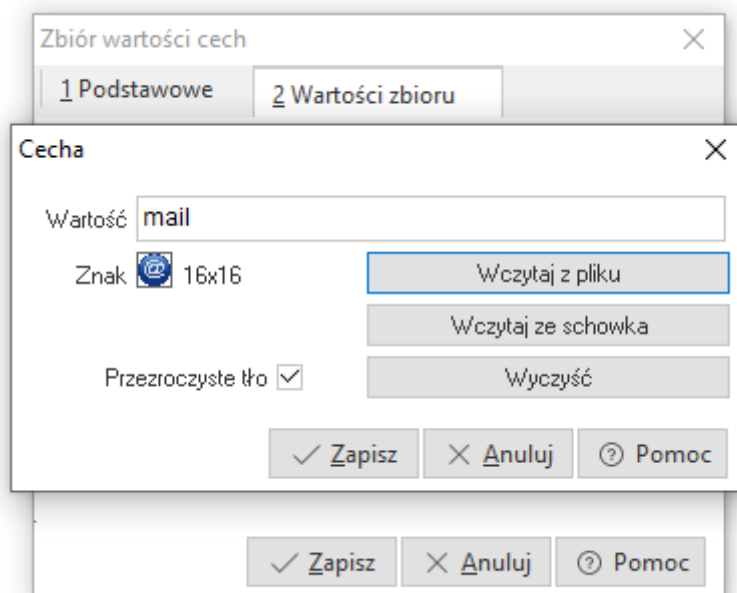 Zbiór wartości cech
1 Podstawowe
2 Wartości zbioru
Cecha
Wartość mail
Znak @ 16x16 Wczytaj z pliku
Wczytaj ze schowka
Przezroczyste tło Wyczyść
Zapisz Anuluj Pomoc
Zapisz Anuluj Pomoc